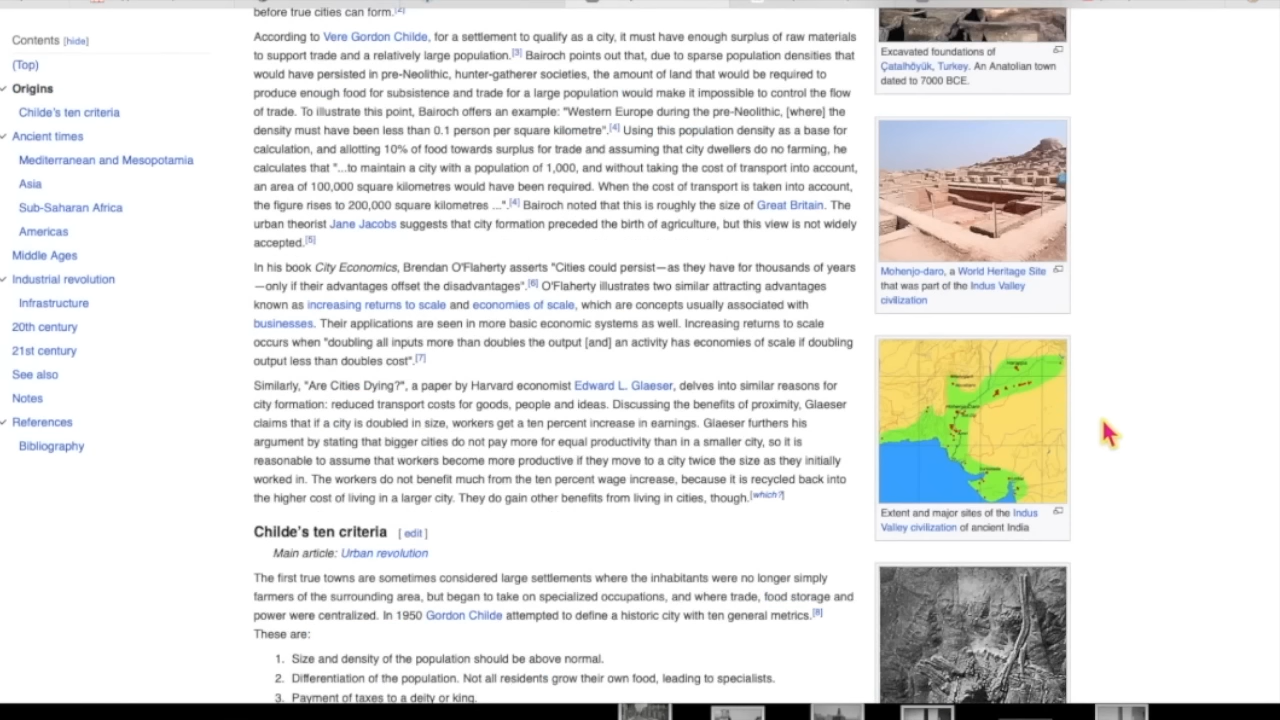 Contents [hide]
(Top)
Origins
Childe's ten criteria
Ancient times
Mediterranean and Mesopotamia
Asia
Sub-Saharan Africa
Americas
Middle Ages
Industrial revolution
Infrastructure
20th century
21st century
See also
Notes
References
Bibliography
before true cities can form.[2]
According to Vere Gordon Childe, for a settlement to qualify as a city, it must have enough surplus of raw materials
to support trade and a relatively large population.[3] Bairoch points out that, due to sparse population densities that
would have persisted in pre-Neolithic, hunter-gatherer societies, the amount of land that would be required to
produce enough food for subsistence and trade for a large population would make it impossible to control the flow
of trade. To illustrate this point, Bairoch offers an example: "Western Europe during the pre-Neolithic, [where] the
density must have been less than 0.1 person per square kilometre".[4] Using this population density as a base for
calculation, and allotting 10% of food towards surplus for trade and assuming that city dwellers do no farming, he
calculates that "...to maintain a city with a population of 1,000, and without taking the cost of transport into account,
an area of 100,000 square kilometres would have been required. When the cost of transport is taken into account,
the figure rises to 200,000 square kilometres ...".[4] Bairoch noted that this is roughly the size of Great Britain. The
urban theorist Jane Jacobs suggests that city formation preceded the birth of agriculture, but this view is not widely
accepted.[5]
In his book City Economics, Brendan O'Flaherty asserts "Cities could persist—as they have for thousands of years
—only if their advantages offset the disadvantages".[6] O'Flaherty illustrates two similar attracting advantages
known as increasing returns to scale and economies of scale, which are concepts usually associated with
businesses. Their applications are seen in more basic economic systems as well. Increasing returns to scale
occurs when "doubling all inputs more than doubles the output [and] an activity has economies of scale if doubling
output less than doubles cost".[7]
Similarly, "Are Cities Dying?", a paper by Harvard economist Edward L. Glaeser, delves into similar reasons for
city formation: reduced transport costs for goods, people and ideas. Discussing the benefits of proximity, Glaeser
claims that if a city is doubled in size, workers get a ten percent increase in earnings. Glaeser furthers his
argument by stating that bigger cities do not pay more for equal productivity than in a smaller city, so it is
reasonable to assume that workers become more productive if they move to a city twice the size as they initially
worked in. The workers do not benefit much from the ten percent wage increase, because it is recycled back into
the higher cost of living in a larger city. They do gain other benefits from living in cities, though.[which?]
Childe's ten criteria [ edit ]
Main article: Urban revolution
The first true towns are sometimes considered large settlements where the inhabitants were no longer simply
farmers of the surrounding area, but began to take on specialized occupations, and where trade, food storage and
power were centralized. In 1950 Gordon Childe attempted to define a historic city with ten general metrics.[8]
These are:
1. Size and density of the population should be above normal.
2. Differentiation of the population. Not all residents grow their own food, leading to specialists.
3. Payment of taxes to a deity or king.
Excavated foundations of
Çatalhöyük, Turkey. An Anatolian town
dated to 7000 BCE.
Mohenjo-daro, a World Heritage Site
that was part of the Indus Valley
civilization
Extent and major sites of the Indus
Valley civilization of ancient India